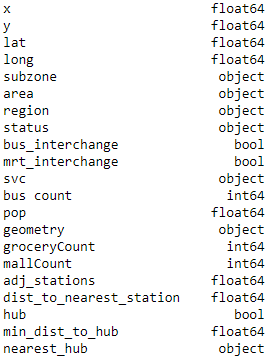 x float64
y float64
lat float64
long float64
subzone object
area object
region object
status object
bus_interchange bool
mrt_interchange bool
svc object
bus count int64
pop float64
geometry object
groceryCount int64
mallCount int64
adj_stations float64
dist_to_nearest_station float64
hub bool
min_dist_to_hub float64
nearest_hub object